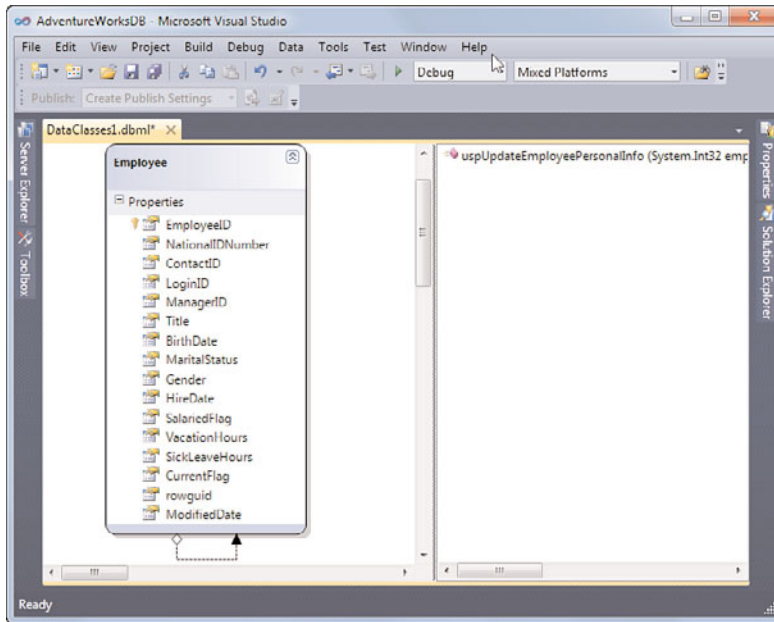 AdventureWorksDB - Microsoft Visual Studio
File Edit View Project Build Debug Data Tools Test Window Help
Debug Mixed Platforms
Publish: Create Publish Settings
DataClasses1.dbml*
Server Explorer
Toolbox
Employee
Properties
EmployeeID
NationalIDNumber
ContactID
LoginID
ManagerID
Title
BirthDate
MaritalStatus
Gender
HireDate
SalariedFlag
VacationHours
SickLeaveHours
CurrentFlag
rowguid
ModifiedDate
uspUpdateEmployeePersonalInfo (System.Int32 emp
Properties
Solution Explorer
Ready